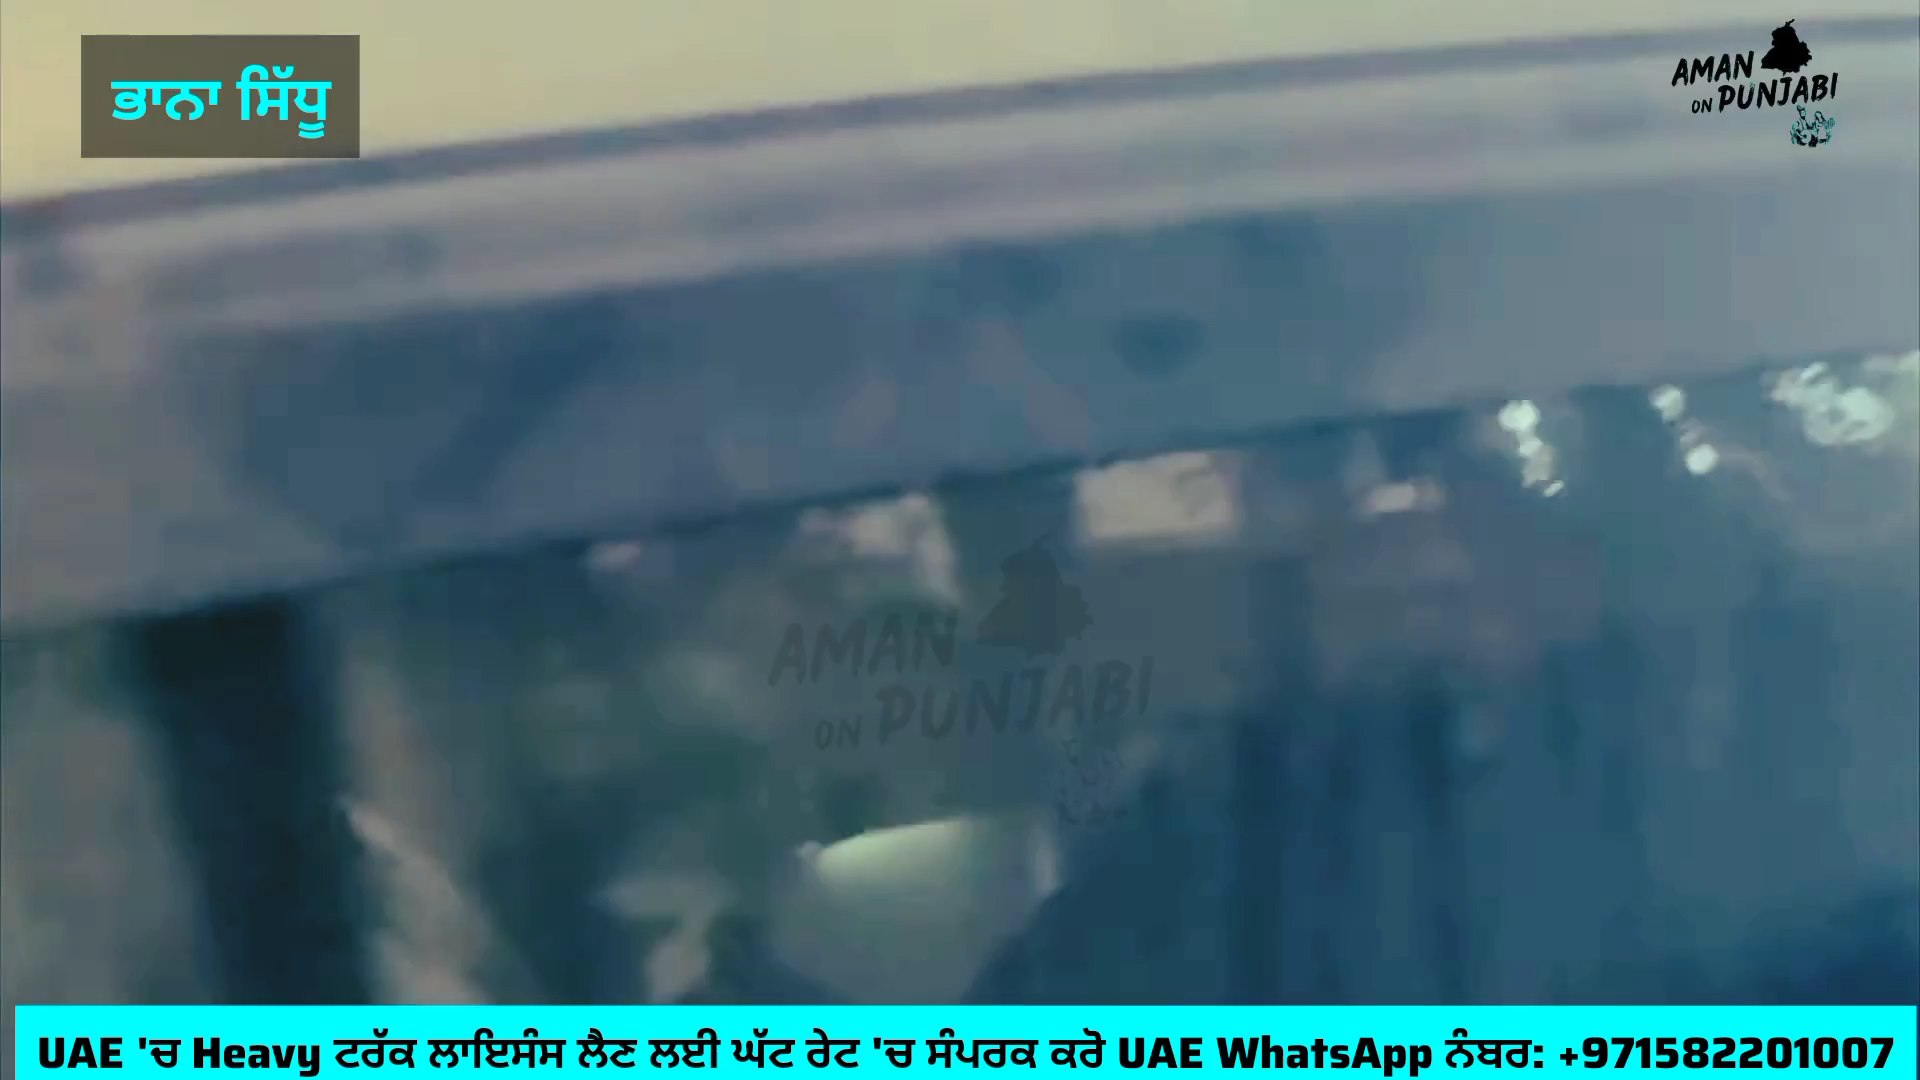 ਭਾਨਾ ਸਿੱਧੂ
AMAN
ON PUNJABI
AMAN
ON PUNJABI
UAE 'ਚ Heavy ਟਰੱਕ ਲਾਇਸੰਸ ਲੈਣ ਲਈ ਘੱਟ ਰੇਟ 'ਚ ਸੰਪਰਕ ਕਰੋ UAE WhatsApp ਨੰਬਰ: +971582201007